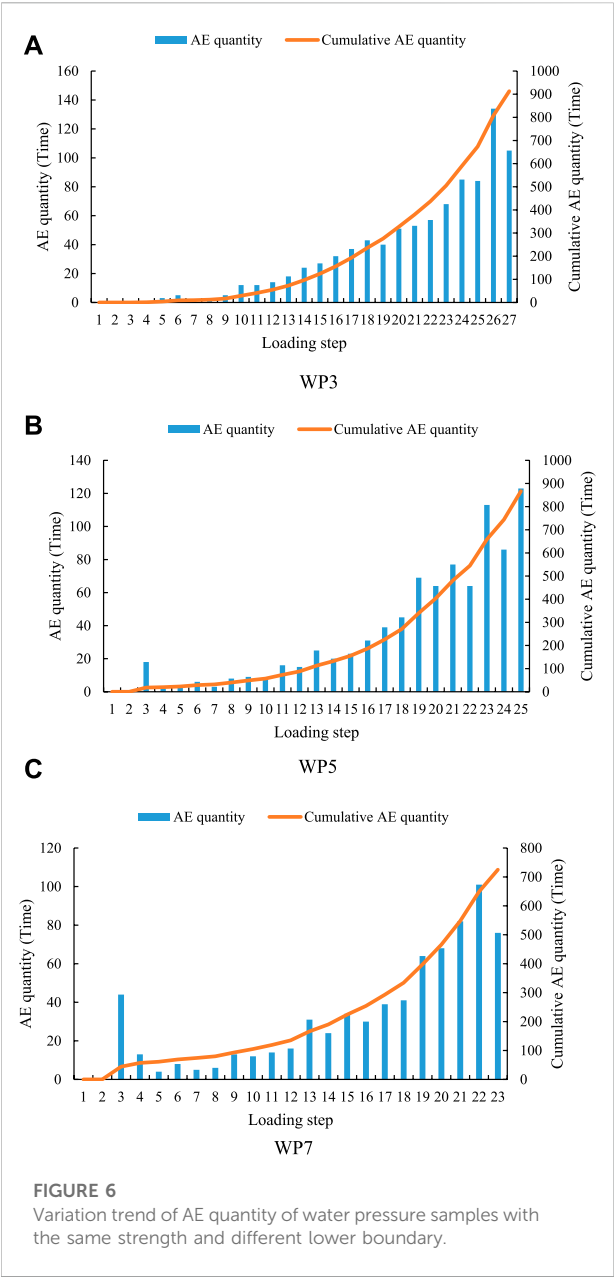 A
AE quantity Cumulative AE quantity
160 1000
140 900
120 800
100 700
80 600
60 500
40 400
20 300
0 200
100
0
AE quantity (Time)
Cumulative AE quantity (Time)
1 2 3 4 5 6 7 8 9 10 11 12 13 14 15 16 17 18 19 20 21 22 23 24 25 26 27
Loading step
WP3
B
AE quantity Cumulative AE quantity
140 1000
120 900
100 800
80 700
60 600
40 500
20 400
0 300
200
100
0
AE quantity (Time)
Cumulative AE quantity (Time)
1 2 3 4 5 6 7 8 9 10 11 12 13 14 15 16 17 18 19 20 21 22 23 24 25
Loading step
WP5
C
AE quantity Cumulative AE quantity
120 800
100 700
80 600
60 500
40 400
20 300
0 200
100
0
AE quantity (Time)
Cumulative AE quantity (Time)
1 2 3 4 5 6 7 8 9 10 11 12 13 14 15 16 17 18 19 20 21 22 23
Loading step
WP7
FIGURE 6
Variation trend of AE quantity of water pressure samples with
the same strength and different lower boundary.